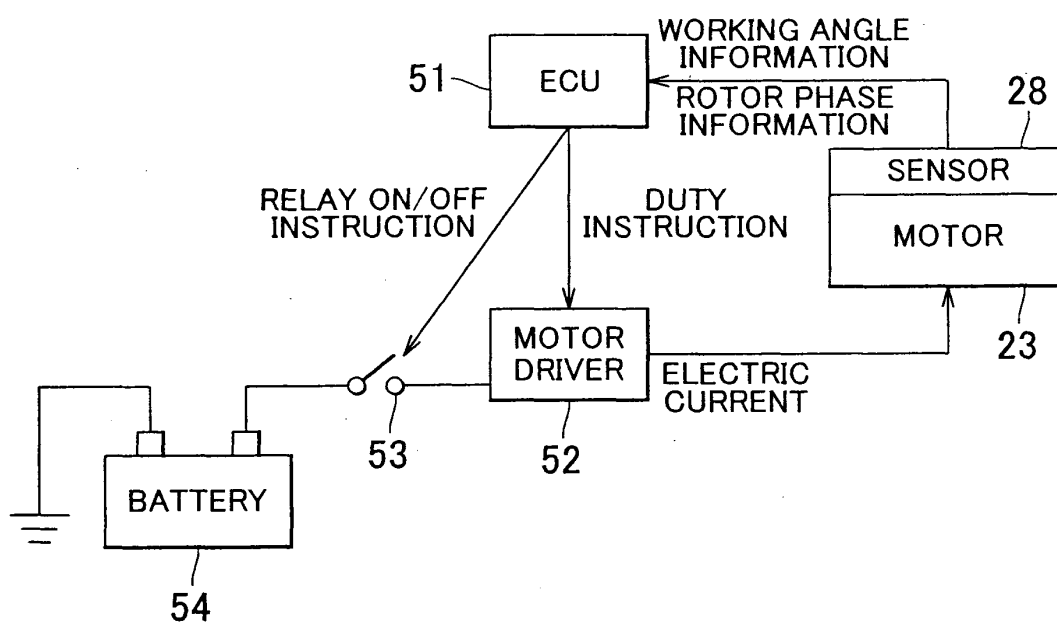 WORKING ANGLE
INFORMATION
51
ECU
ROTOR PHASE
INFORMATION
28
SENSOR
RELAY ON/OFF
INSTRUCTION
DUTY
INSTRUCTION
MOTOR
23
MOTOR
DRIVER
ELECTRIC
CURRENT
53
52
BATTERY
54